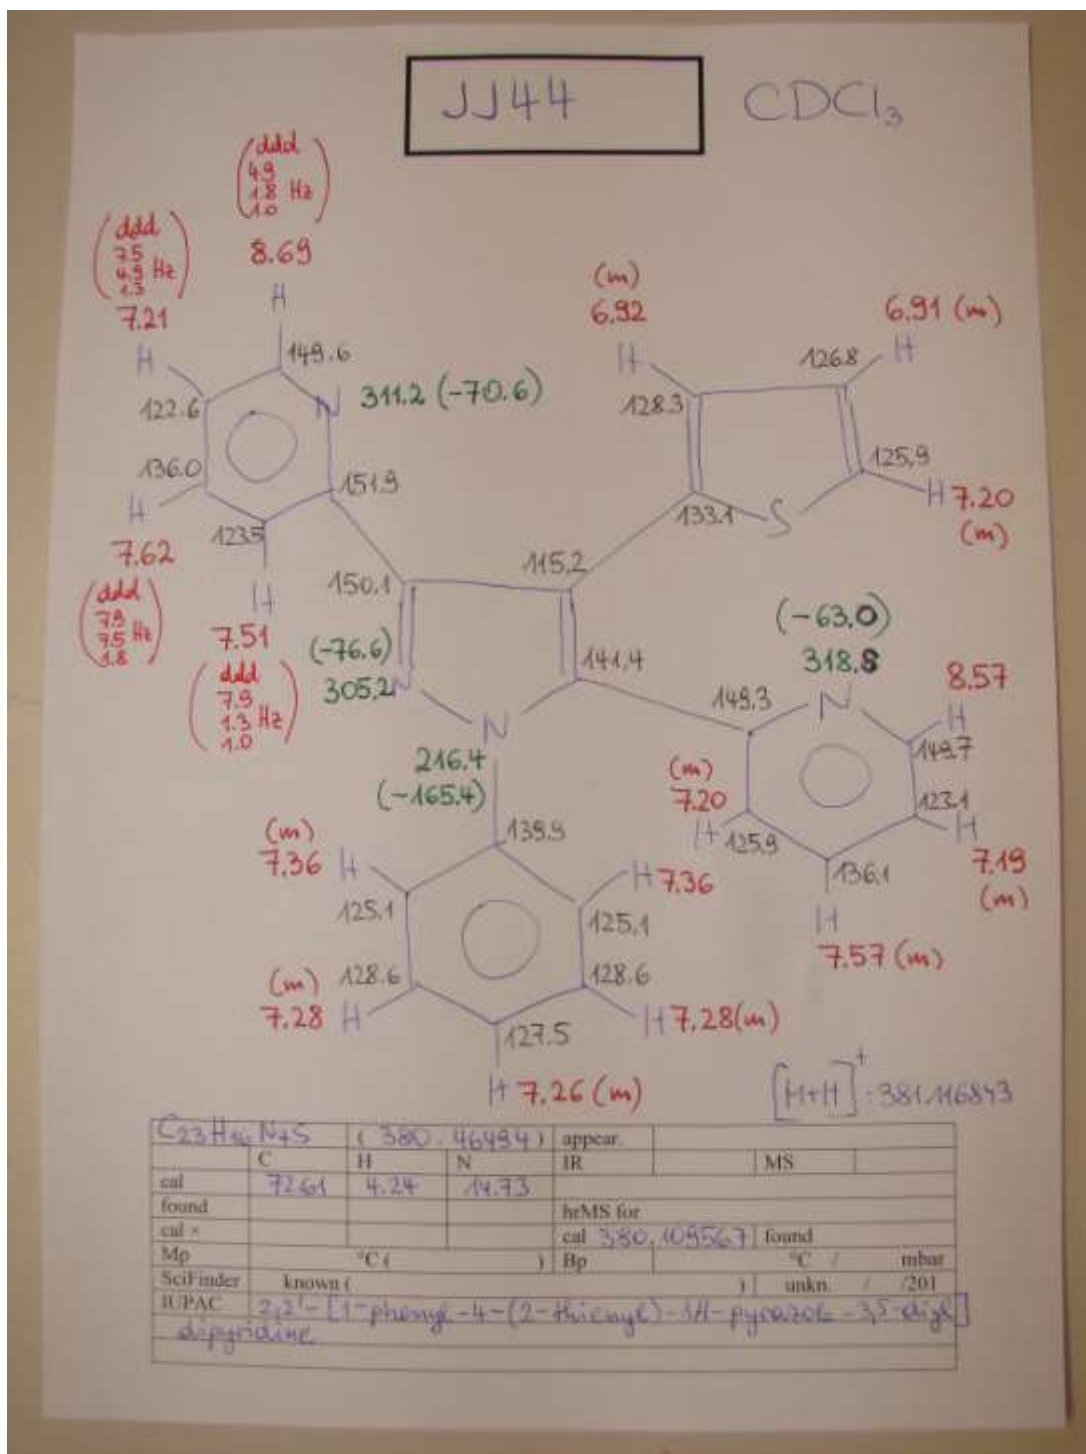 JJ44
CDCl₃
ddd
4.9
1.8 Hz
1.0
8.69
ddd
7.5
4.9 Hz
1.3
7.21
(m)
6.92
6.91 (m)
H
H
H
H
149.6
126.8
122.6
N
311.2 (-70.6)
128.3
136.0
125.9
151.9
H
7.20
(m)
H
123.5
133.1
S
7.62
ddd
7.9
7.5 Hz
1.8
H
7.51
ddd
7.9
1.3 Hz
1.0
150.1
115.2
(-76.6)
305.2
N
141.4
(-63.0)
318.8
8.57
N
149.3
N
H
149.7
216.4
(-165.4)
(m)
7.20
H
125.9
123.1
H
7.19
(m)
139.9
136.1
H
7.57 (m)
(m)
7.36
H
H
7.36
125.1
125.1
(m)
7.28
128.6
128.6
H
H
7.28 (m)
127.5
H
7.26 (m)
[M+H]⁺: 381.116843
C₂₃H₁₆N₄S (380.46494) appear.
C H N IR MS
cal 72.61 4.24 14.73
found hrMS for
cal × cal 380.109567 found
Mp °C ( ) Bp °C / mbar
SciFinder known ( ) unkn. / /201
IUPAC 2,2'-[1-phenyl-4-(2-thienyl)-1H-pyrazole-3,5-diyl]
dipyridine